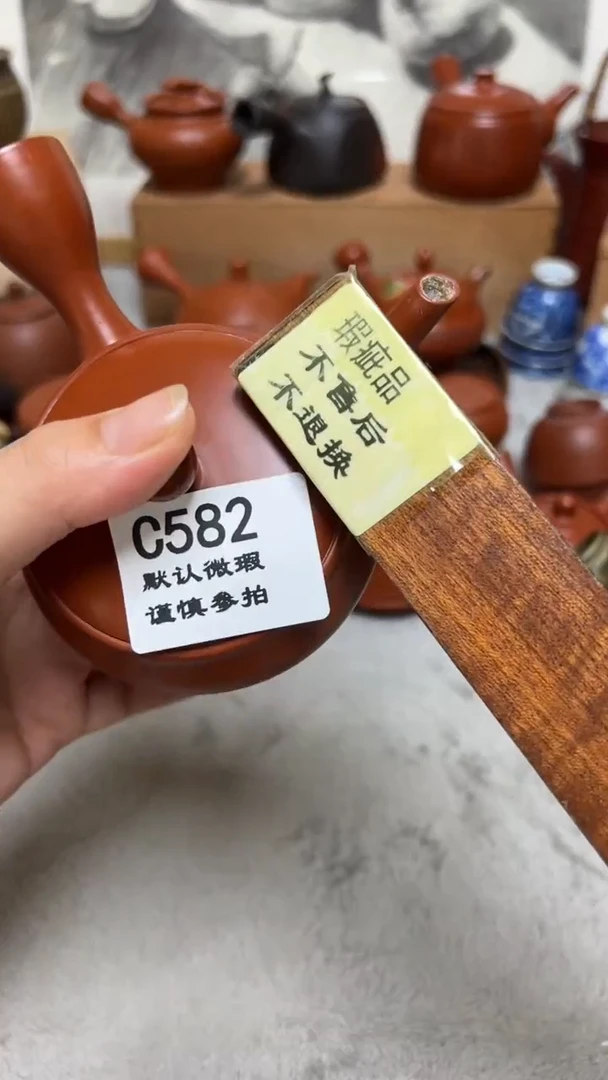 瑕疵品
不售后
不退换
C582
默认微瑕
谨慎参拍